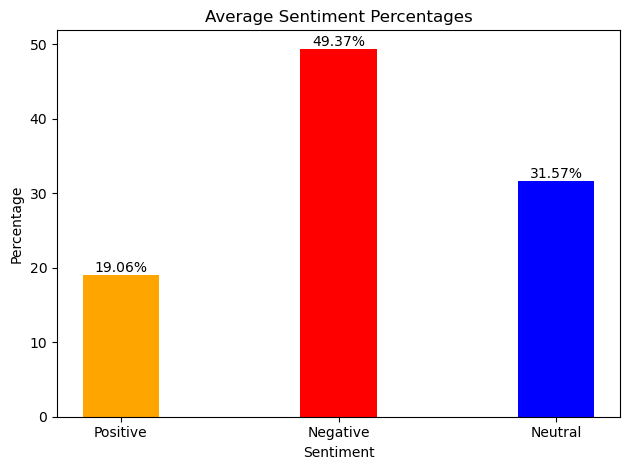 Average Sentiment Percentages
50
40
30
20
10
0
Percentage
19.06%
49.37%
31.57%
Positive
Negative
Neutral
Sentiment